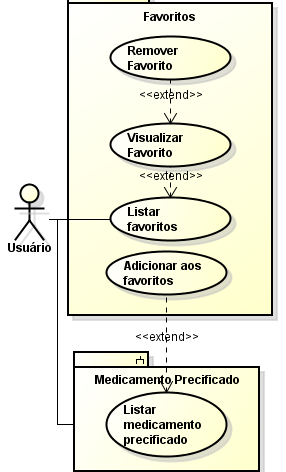 Favoritos
Remover
Favorito
<<extend>>
Visualizar
Favorito
<<extend>>
Listar
favoritos
Usuário
Adicionar aos
favoritos
<<extend>>
Medicamento Precificado
Listar
medicamento
precificado